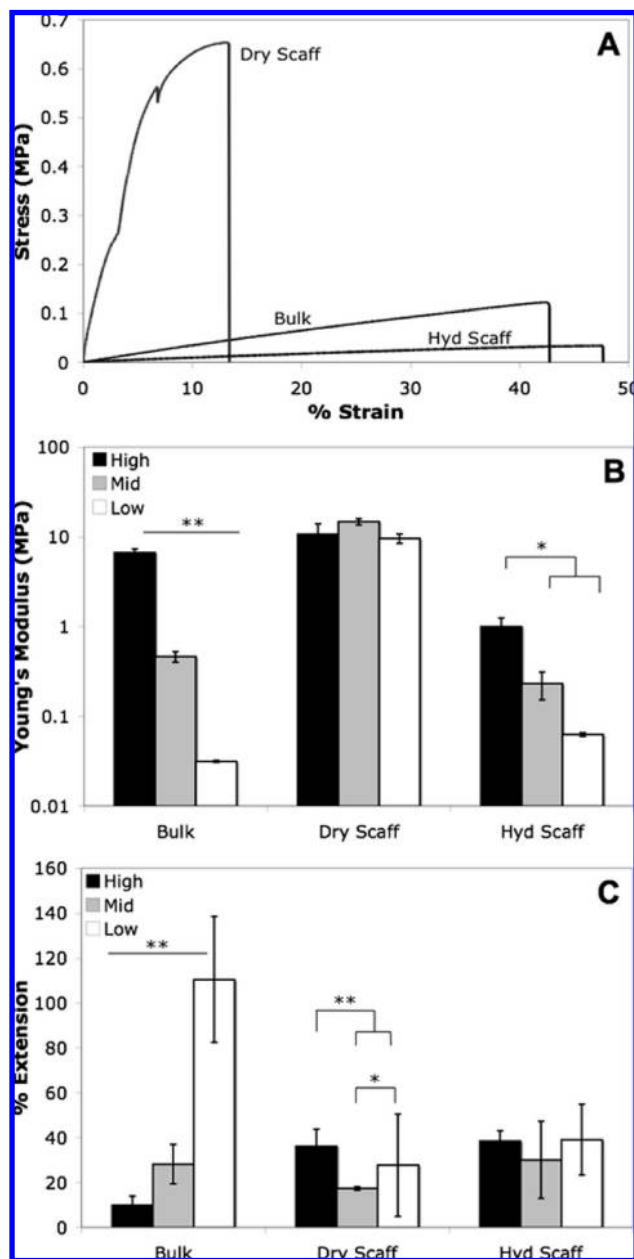 A
0.7
0.6
0.5
0.4
0.3
0.2
0.1
0
Stress (MPa)
Dry Scaff
Bulk
Hyd Scaff
0 10 20 30 40 50
% Strain
B
100
10
1
0.1
0.01
Young's Modulus (MPa)
High
Mid
Low
**
*
Bulk Dry Scaff Hyd Scaff
C
160
140
120
100
80
60
40
20
0
% Extension
High
Mid
Low
**
**
*
Bulk Dry Scaff Hyd Scaff